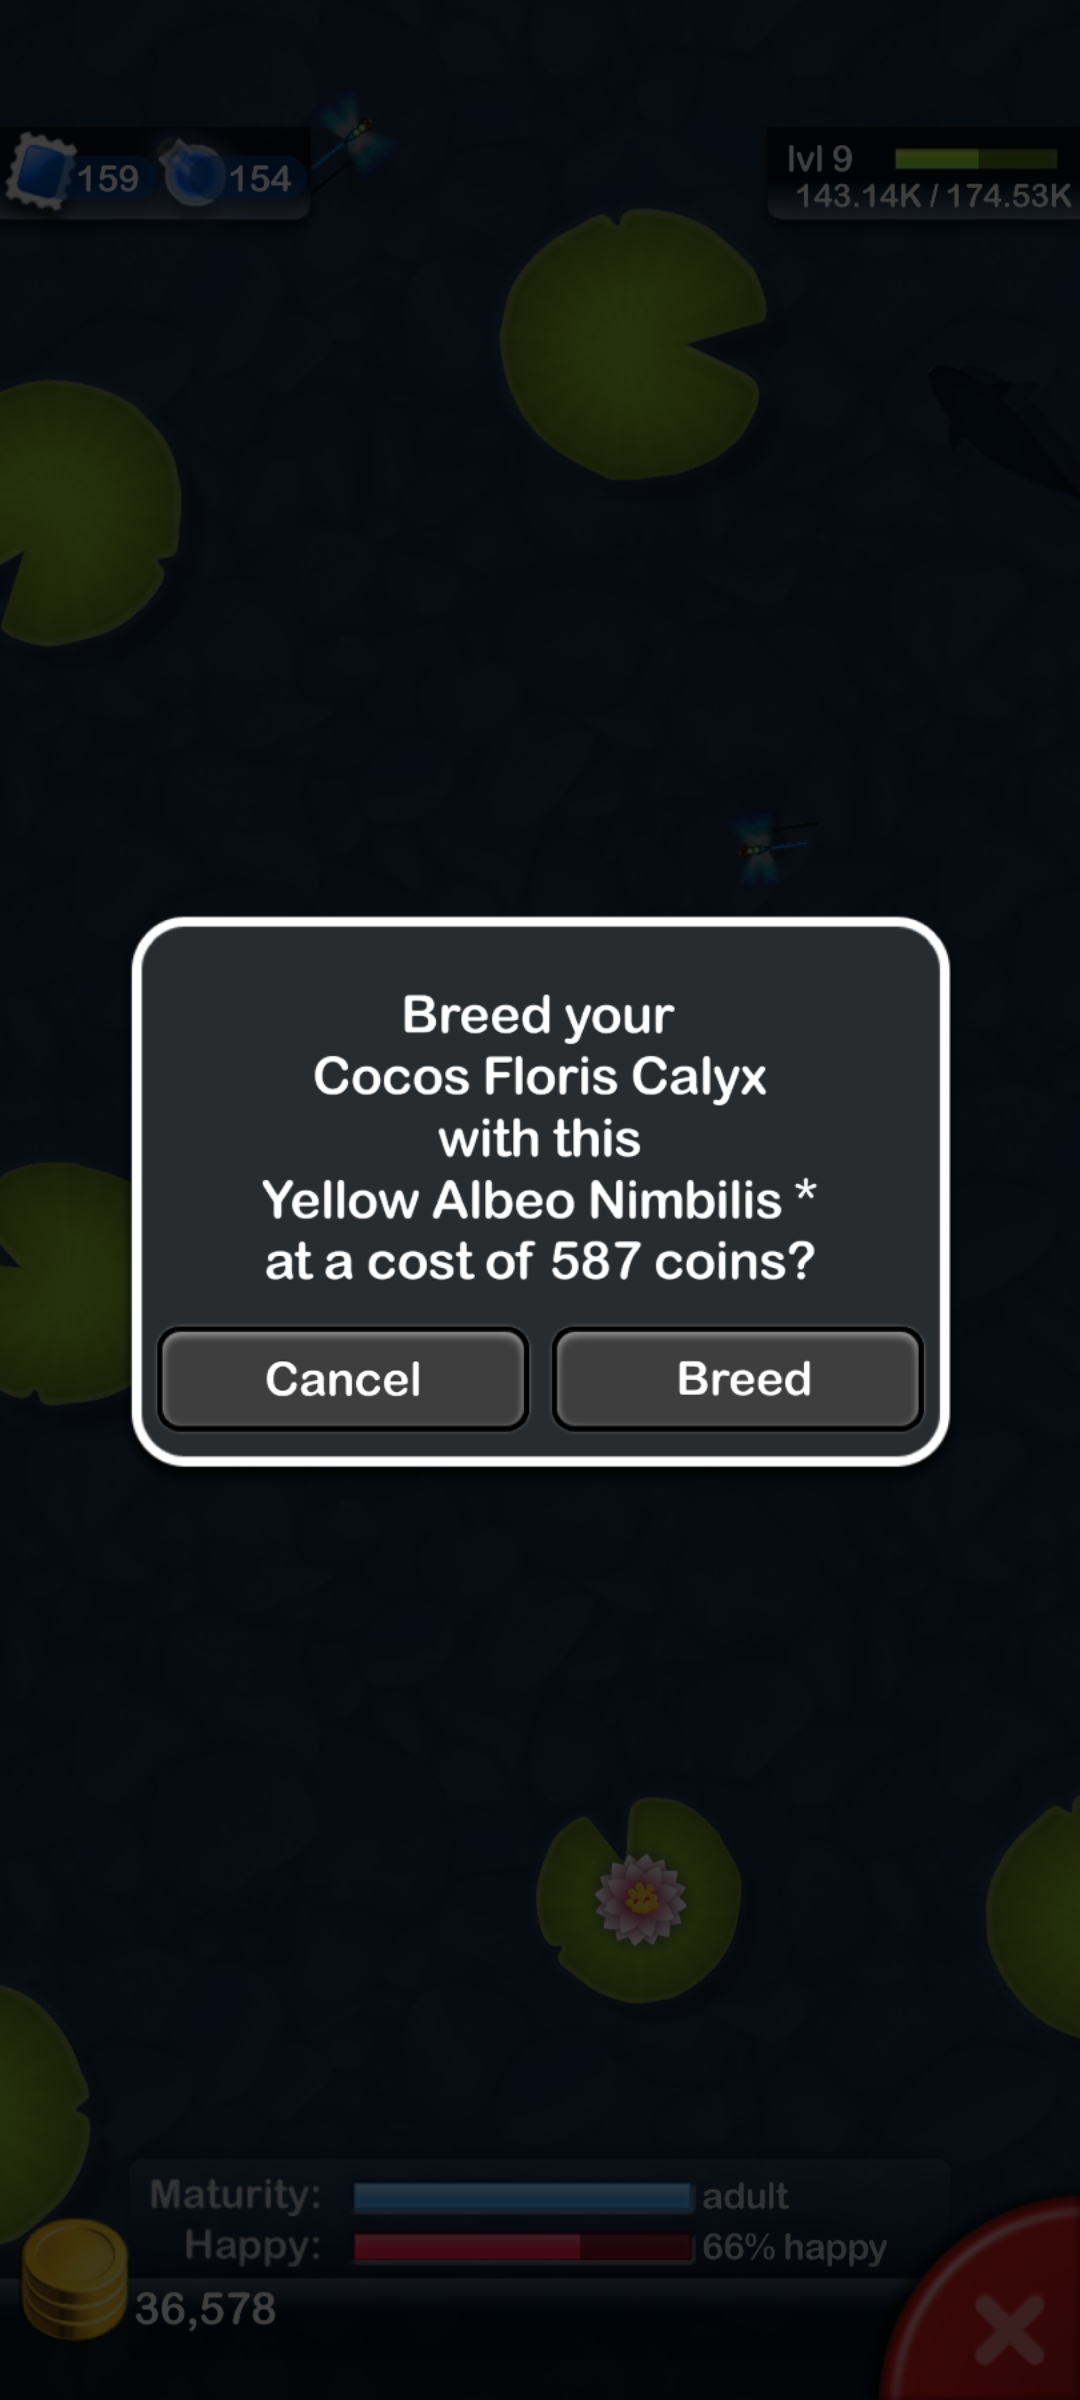 159 154
lvl 9
143.14K / 174.53K
Breed your
Cocos Floris Calyx
with this
Yellow Albeo Nimbilis *
at a cost of 587 coins?
Cancel Breed
Maturity: adult
Happy: 66% happy
36,578